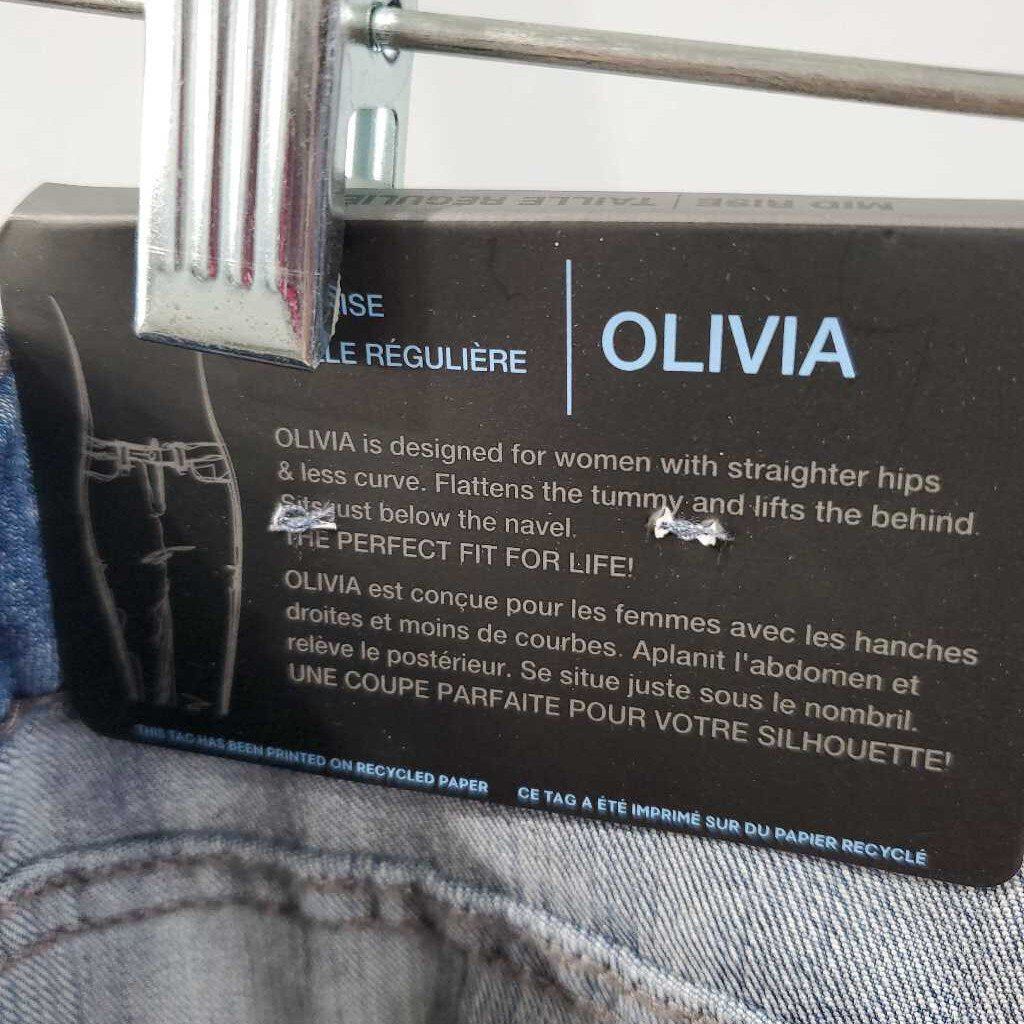 MID RISE | TAILLE RÉGULIÈ
ISE
LE RÉGULIÈRE
OLIVIA
OLIVIA is designed for women with straighter hips
& less curve. Flattens the tummy and lifts the behind.
Sits just below the navel.
THE PERFECT FIT FOR LIFE!
OLIVIA est conçue pour les femmes avec les hanches
droites et moins de courbes. Aplanit l'abdomen et
relève le postérieur. Se situe juste sous le nombril.
UNE COUPE PARFAITE POUR VOTRE SILHOUETTE!
THIS TAG HAS BEEN PRINTED ON RECYCLED PAPER
CE TAG A ÉTÉ IMPRIMÉ SUR DU PAPIER RECYCLÉ